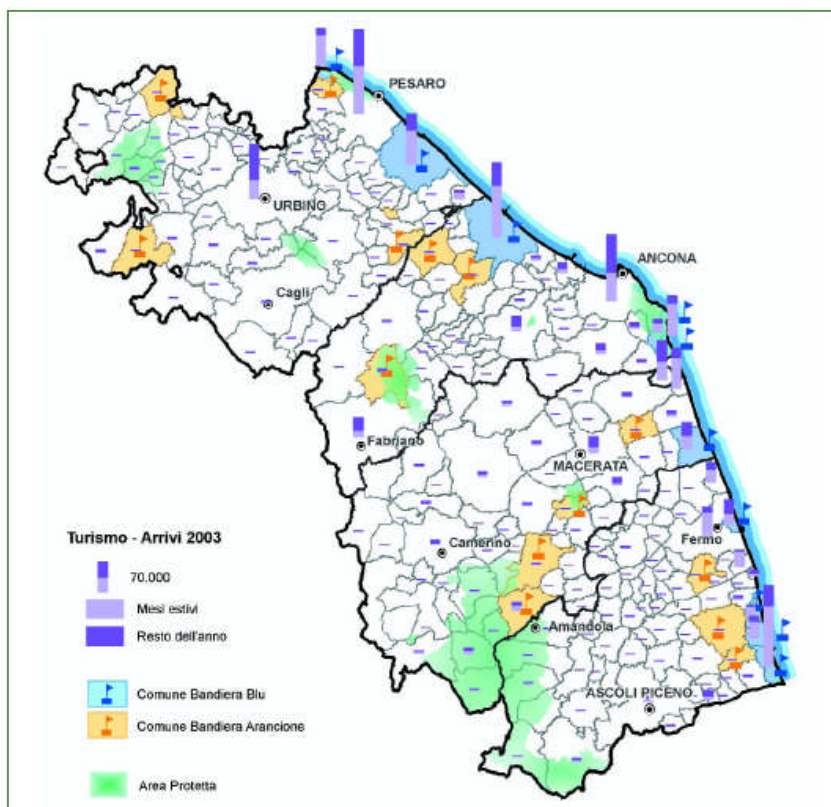 PESARO
URBINO
ANCONA
Cagli
Fabriano
MACERATA
Turismo - Arrivi 2003
Fermo
Camerino
70.000
Mesi estivi
Resto dell'anno
Amandola
Comune Bandiera Blu
ASCOLI PICENO
Comune Bandiera Arancione
Area Protetta